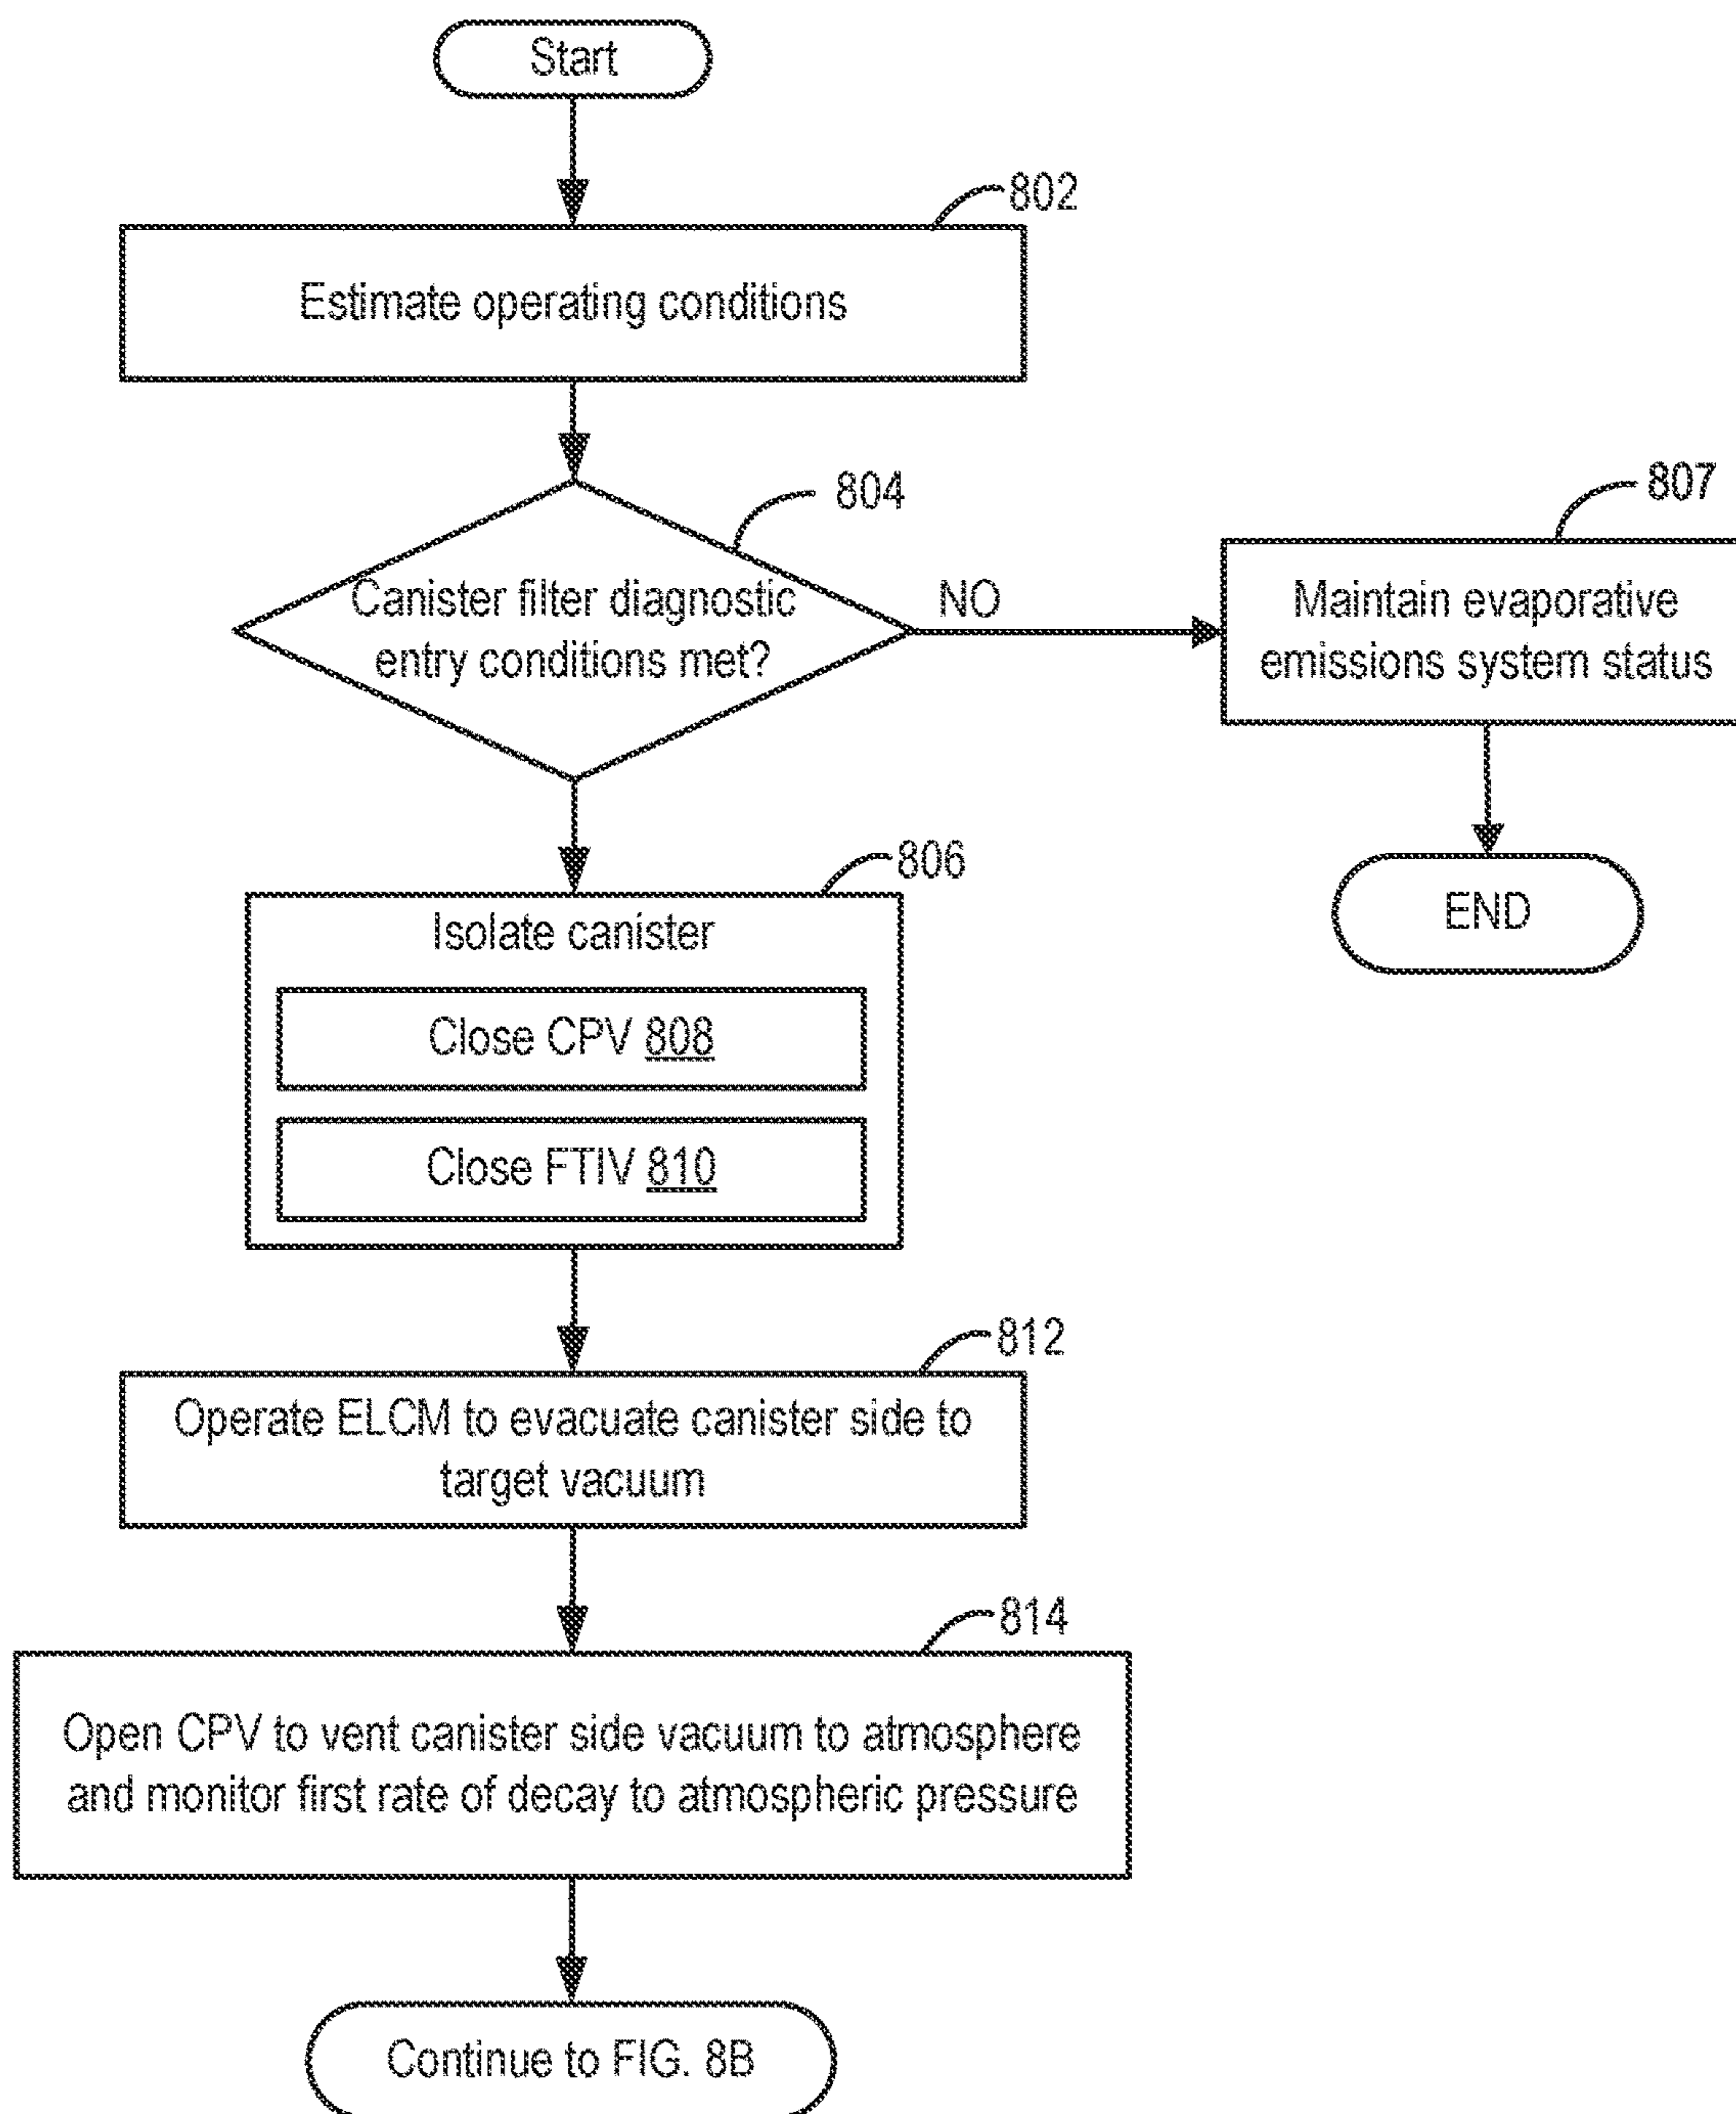 Start
802
Estimate operating conditions
804
Canister filter diagnostic
entry conditions met?
NO
807
Maintain evaporative
emissions system status
END
806
Isolate canister
Close CPV 808
Close FTIV 810
812
Operate ELCM to evacuate canister side to
target vacuum
814
Open CPV to vent canister side vacuum to atmosphere
and monitor first rate of decay to atmospheric pressure
Continue to FIG. 8B